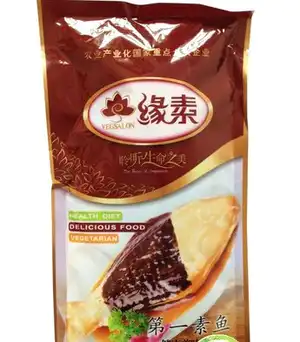 农业产业化国家重点龙头企业
VEGSALON
缘素
聆听生命之美
HEALTH DIET
DELICIOUS FOOD
VEGETARIAN
第一素鱼